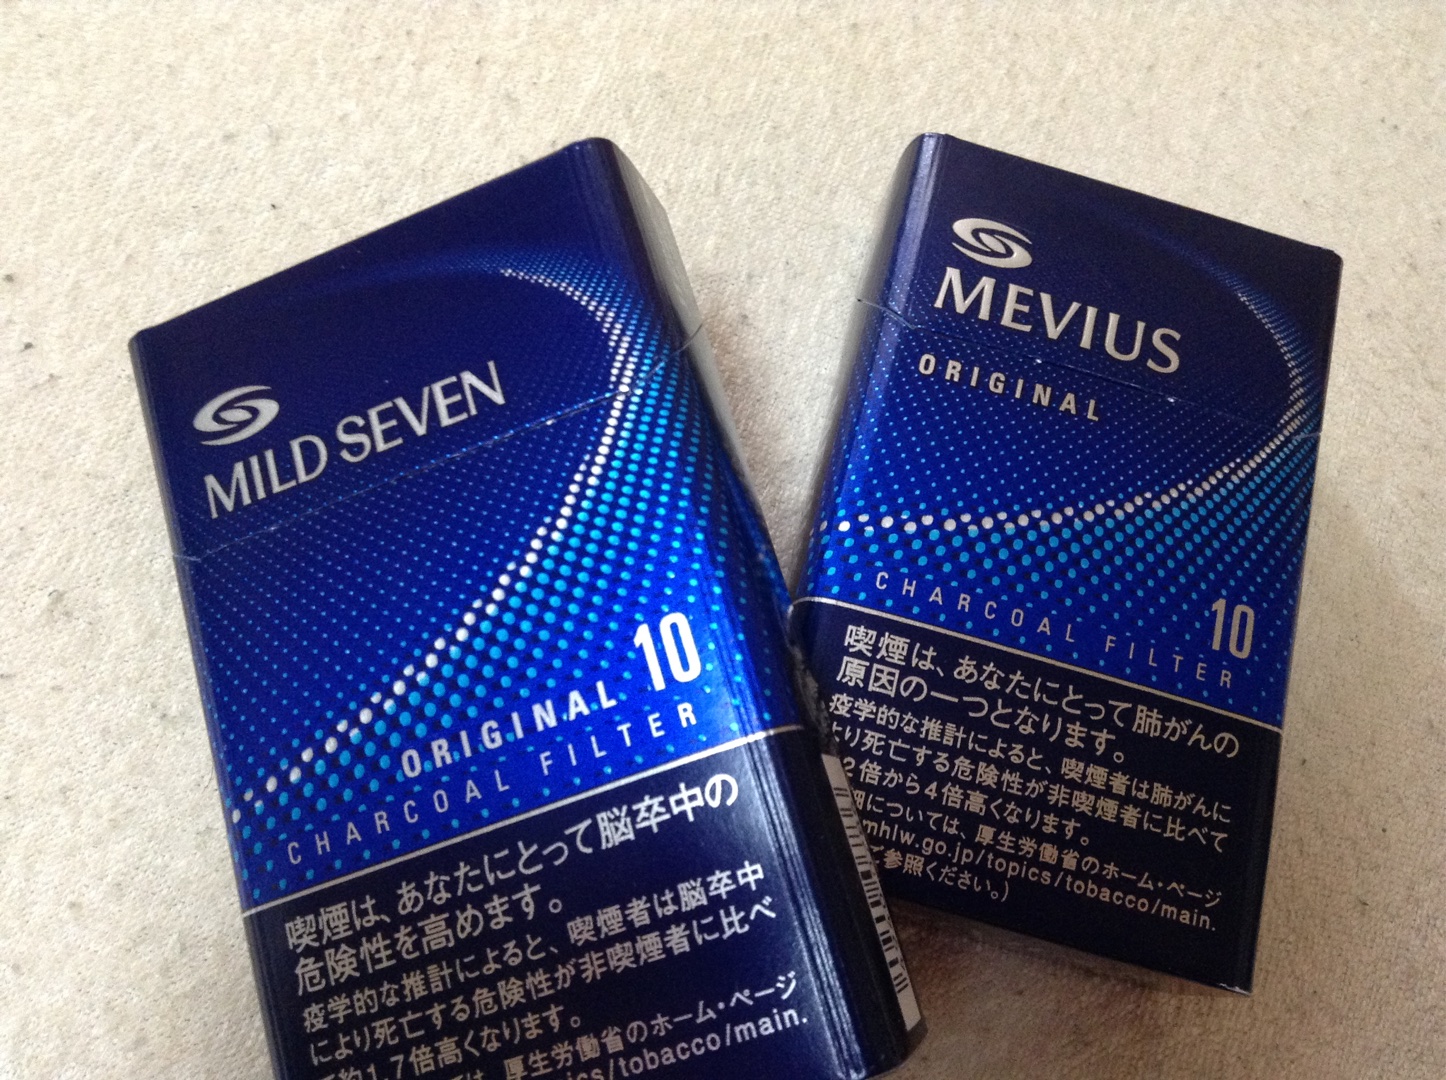 MILD SEVEN
ORIGINAL 10
CHARCOAL FILTER
喫煙は、あなたにとって脳卒中の
危険性を高めます。
疫学的な推計によると、喫煙者は脳卒中
により死亡する危険性が非喫煙者に比べ
1.7倍高くなります。
厚生労働省のホーム・ページ
/tobacco/main.
MEVIUS
ORIGINAL
10
CHARCOAL FILTER
喫煙は、あなたにとって肺がんの
原因の一つとなります。
疫学的な推計によると、喫煙者は肺がんに
より死亡する危険性が非喫煙者に比べて
2倍から4倍高くなります。
については、厚生労働省のホーム・ページ
mhlw.go.jp/topics/tobacco/main.
ご参照ください。)